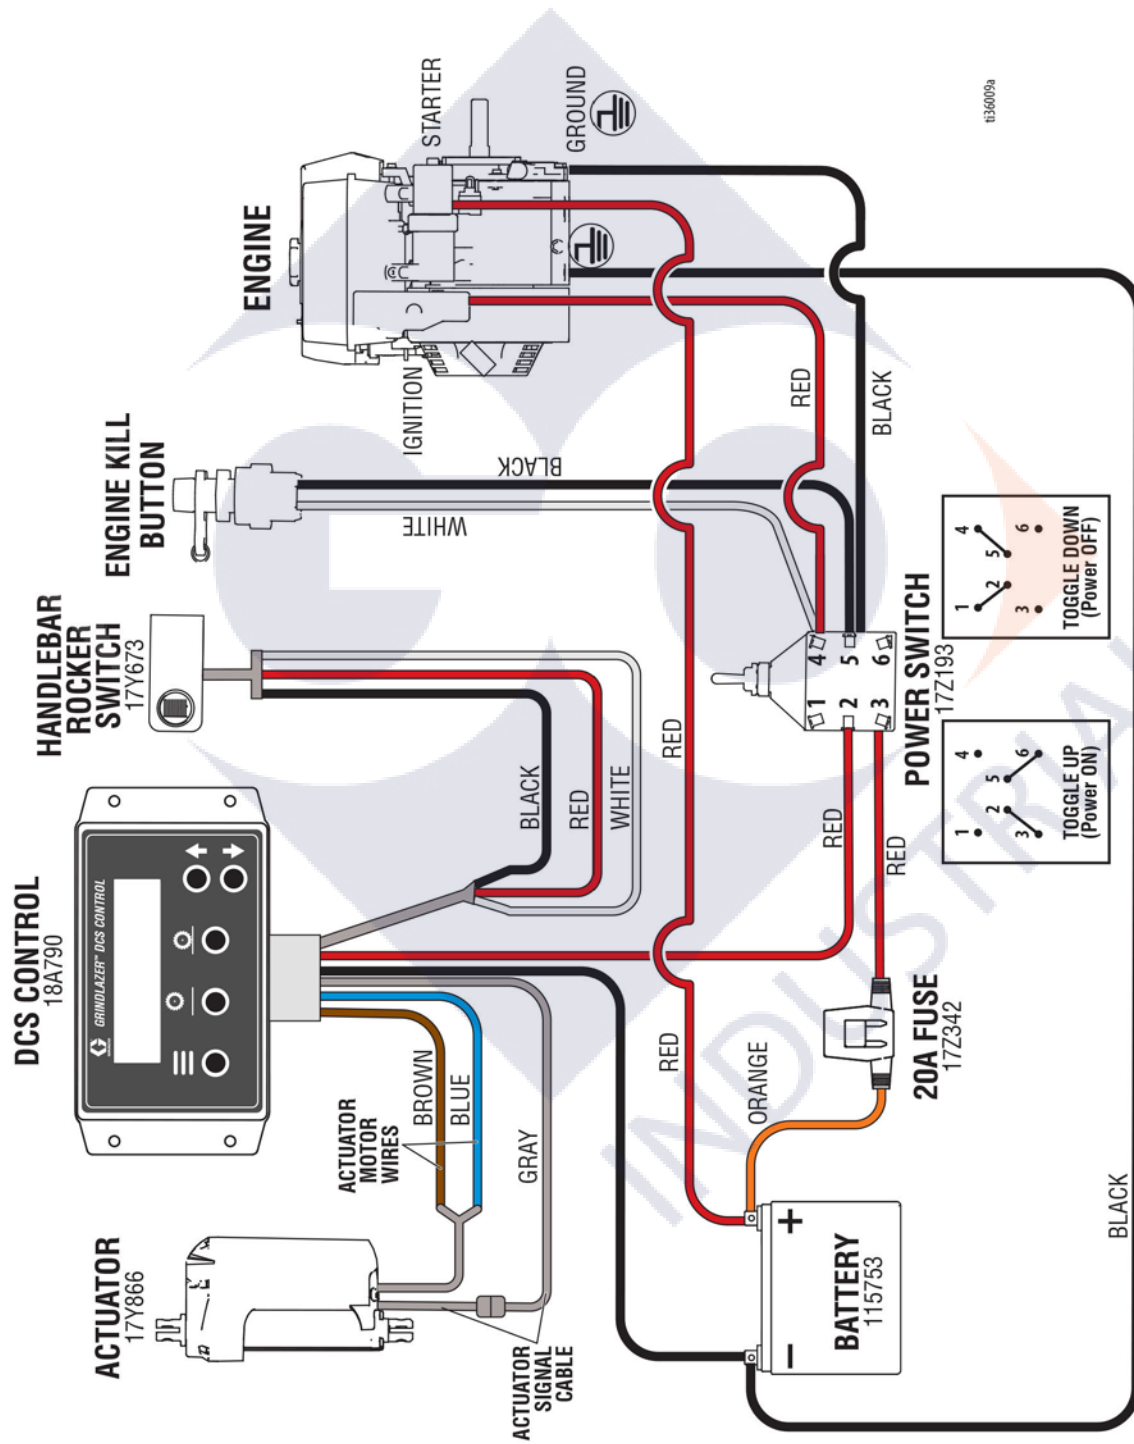 DCS CONTROL
18A790
GRINDLAZER™ DCS CONTROL
HANDLEBAR
ROCKER
SWITCH
17Y673
ENGINE KILL
BUTTON
ENGINE
STARTER
GROUND
IGNITION
ACTUATOR
17Y866
ACTUATOR
MOTOR
WIRES
BROWN
BLUE
GRAY
ACTUATOR
SIGNAL
CABLE
BLACK
RED
WHITE
WHITE
BLACK
RED
BLACK
RED
RED
RED
RED
ORANGE
BLACK
+
–
BATTERY
115753
20A FUSE
17Z342
1 4
2 5
3 6
POWER SWITCH
17Z193
1 4
2 5
3 6
TOGGLE UP
(Power ON)
1 4
2 5
3 6
TOGGLE DOWN
(Power OFF)
ti36009a
GO
INDUSTRIAL